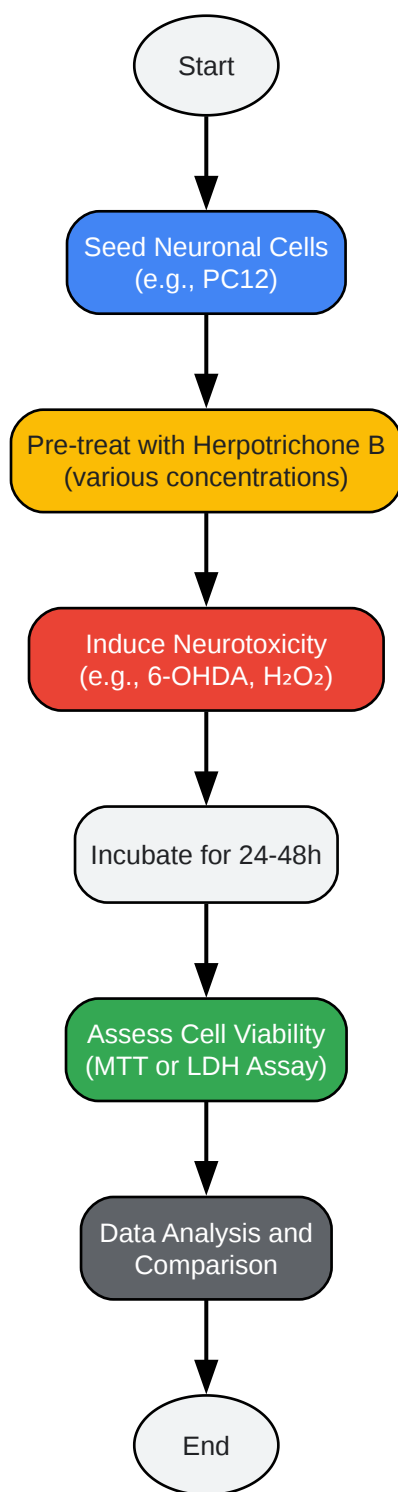 Start
Seed Neuronal Cells
(e.g., PC12)
Pre-treat with Herpotrichone B
(various concentrations)
Induce Neurotoxicity
(e.g., 6-OHDA, H₂O₂)
Incubate for 24-48h
Assess Cell Viability
(MTT or LDH Assay)
Data Analysis and
Comparison
End